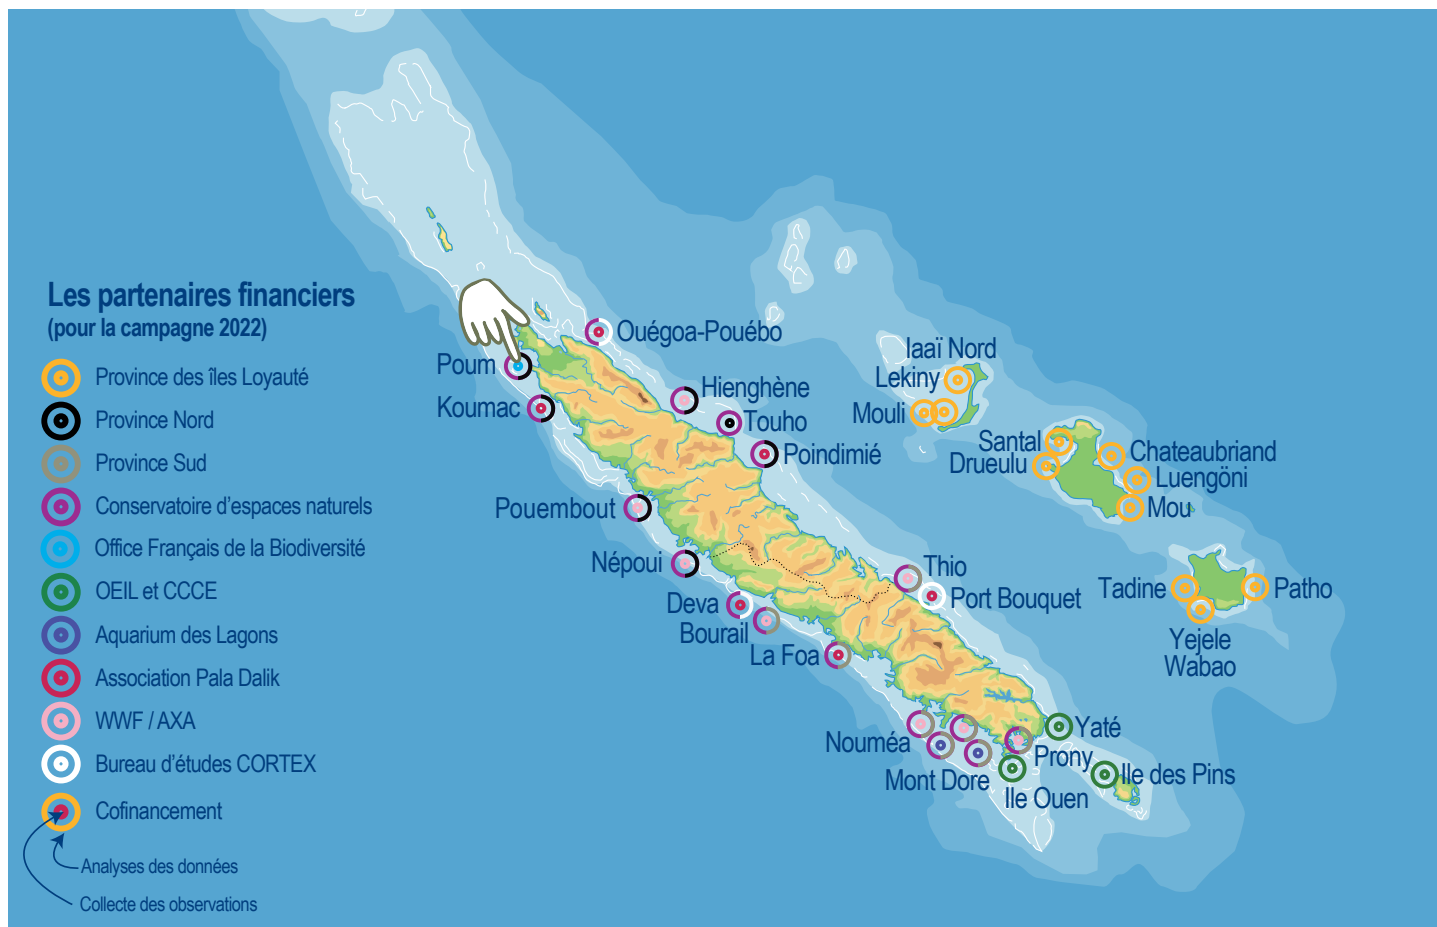 Les partenaires financiers
(pour la campagne 2022)
Province des îles Loyauté
Province Nord
Province Sud
Conservatoire d'espaces naturels
Office Français de la Biodiversité
OEIL et CCCE
Aquarium des Lagons
Association Pala Dalik
WWF / AXA
Bureau d'études CORTEX
Cofinancement
Analyses des données
Collecte des observations
Poum
Koumac
Ouégoa-Pouébo
Hienghène
Touho
Poindimié
Pouembout
Népoui
Deva
Bourail
La Foa
Thio
Port Bouquet
Nouméa
Mont Dore
Prony
Ile Ouen
Yaté
Ile des Pins
Iaaï Nord
Lekiny
Mouli
Santal
Drueulu
Chateaubriand
Luengöni
Mou
Tadine
Patho
Yejele
Wabao